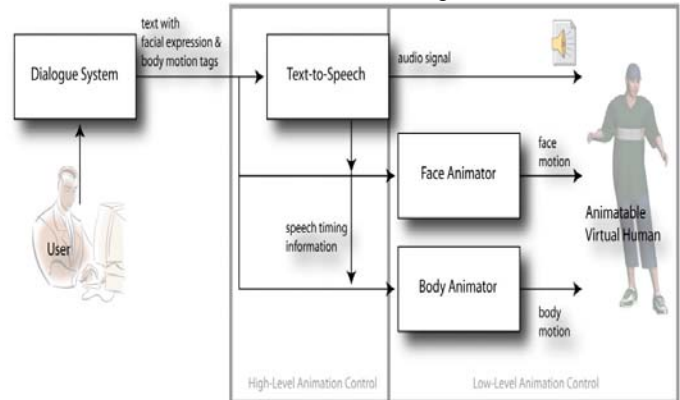 text with
facial expression &
body motion tags
Dialogue System
Text-to-Speech
audio signal
Face Animator
face
motion
User
speech timing
information
Animatable
Virtual Human
Body Animator
body
motion
High-Level Animation Control
Low-Level Animation Control